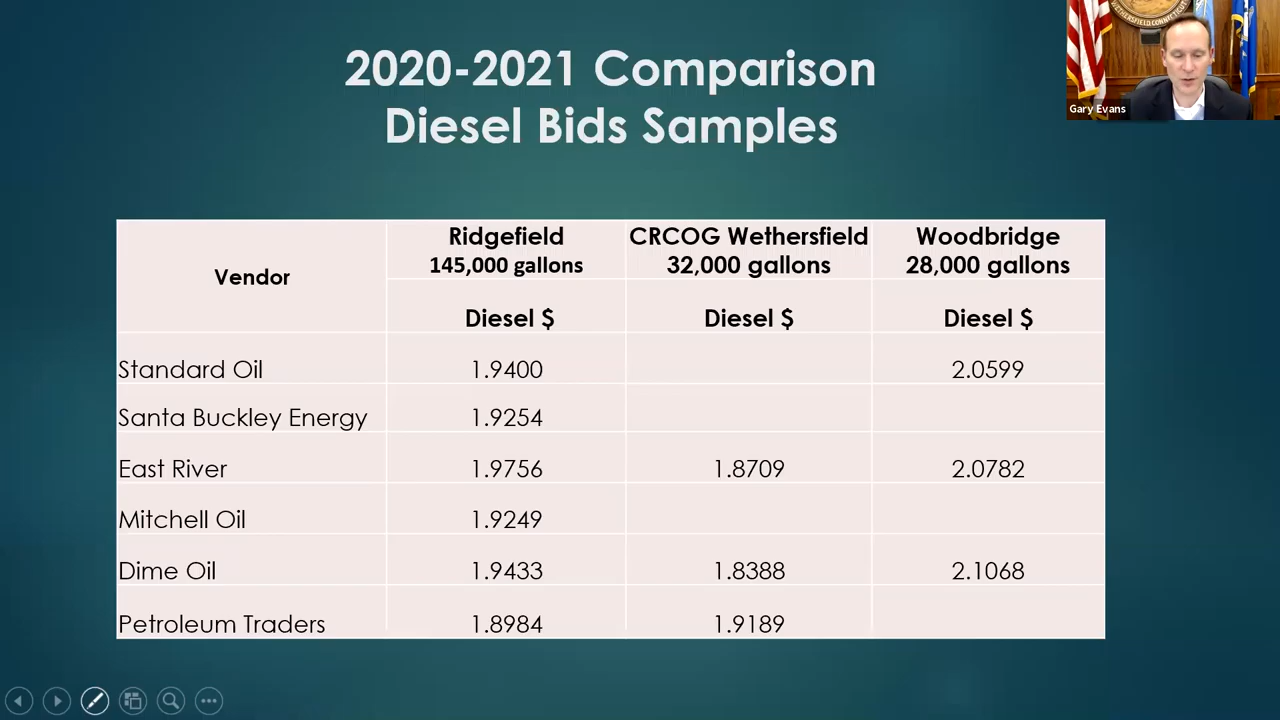 2020-2021 Comparison
Diesel Bids Samples
WETHERSFIELD CONNECTICUT
Gary Evans
Vendor
Ridgefield
145,000 gallons
CRCOG Wethersfield
32,000 gallons
Woodbridge
28,000 gallons
Diesel $ Diesel $ Diesel $
Standard Oil 1.9400 2.0599
Santa Buckley Energy 1.9254
East River 1.9756 1.8709 2.0782
Mitchell Oil 1.9249
Dime Oil 1.9433 1.8388 2.1068
Petroleum Traders 1.8984 1.9189